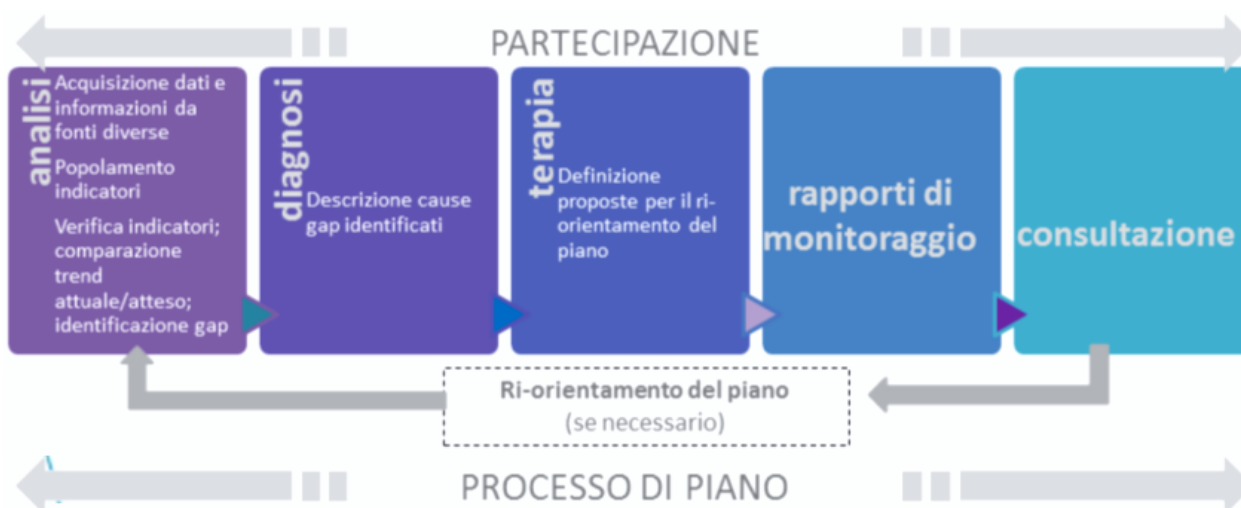 PARTECIPAZIONE
analisi
Acquisizione dati e
informazioni da
fonti diverse
Popolamento
indicatori
Verifica indicatori;
comparazione
trend
attuale/atteso;
identificazione gap
diagnosi
Descrizione cause
gap identificati
terapia
Definizione
proposte per il ri-
orientamento del
piano
rapporti di
monitoraggio
consultazione
Ri-orientamento del piano
(se necessario)
PROCESSO DI PIANO